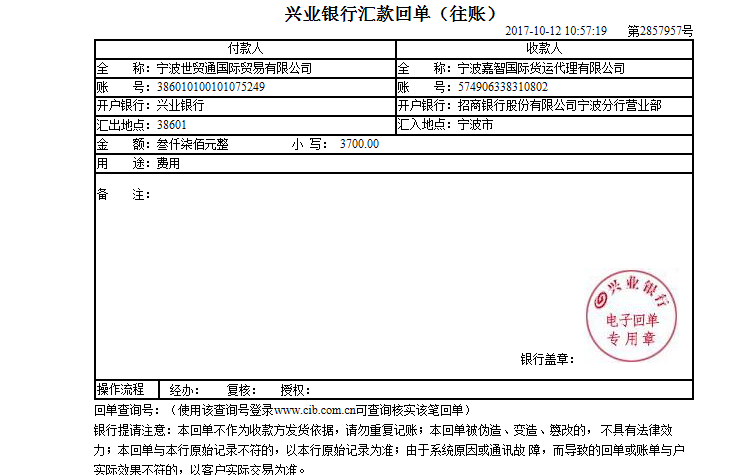 兴业银行汇款回单（往账）
2017-10-12 10:57:19 第2857957号
付款人 收款人
全 称：宁波世贸通国际贸易有限公司 全 称：宁波嘉智国际货运代理有限公司
账 号：386010100101075249 账 号：574906338310802
开户银行：兴业银行 开户银行：招商银行股份有限公司宁波分行营业部
汇出地点：38601 汇入地点：宁波市
金 额：叁仟柒佰元整 小 写： 3700.00
用 途：费用
备 注：
兴业银行
电子回单
专用章
银行盖章：
操作流程 经办： 复核： 授权：
回单查询号：（使用该查询号登录www.cib.com.cn可查询核实该笔回单）
银行提请注意：本回单不作为收款方发货依据，请勿重复记账；本回单被伪造、变造、篡改的，不具有法律效
力；本回单与本行原始记录不符的，以本行原始记录为准；由于系统原因或通讯故 障，而导致的回单或账单与户
实际效果不符的，以客户实际交易为准。